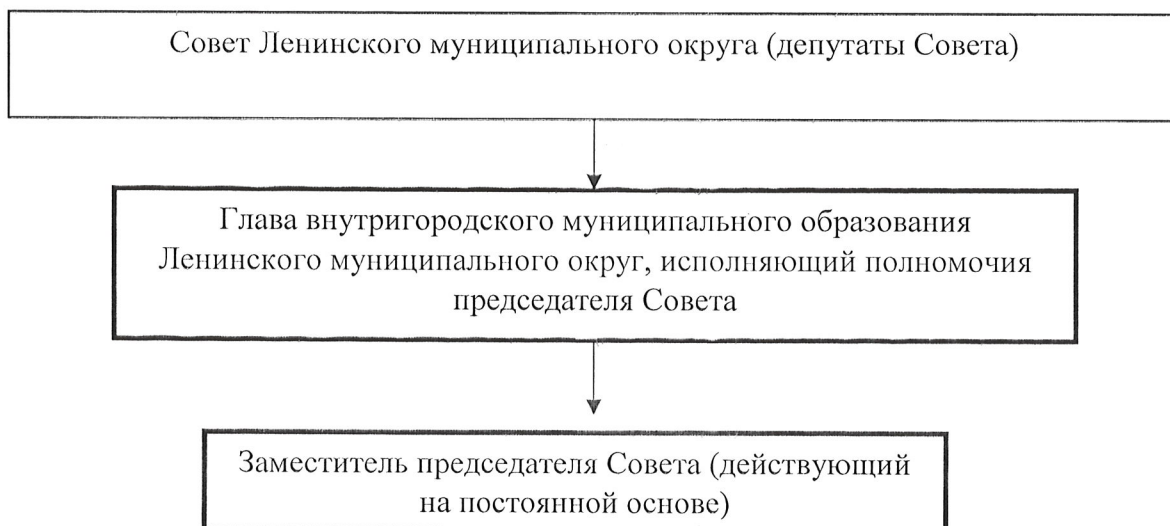 Совет Ленинского муниципального округа (депутаты Совета)
Глава внутригородского муниципального образования
Ленинского муниципального округ, исполняющий полномочия
председателя Совета
Заместитель председателя Совета (действующий
на постоянной основе)